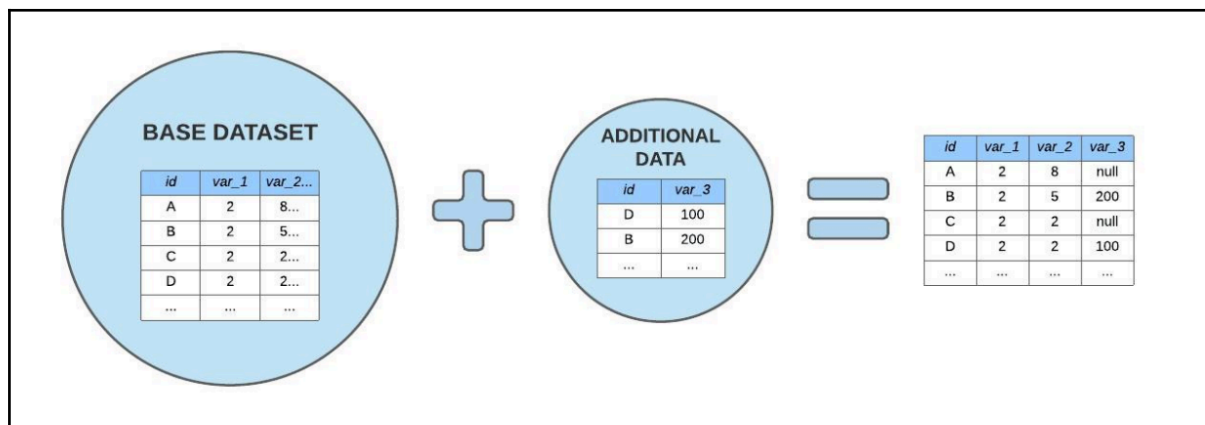 BASE DATASET
id var_1 var_2...
A 2 8...
B 2 5...
C 2 2...
D 2 2...
... ... ...
ADDITIONAL
DATA
id var_3
D 100
B 200
... ...
id var_1 var_2 var_3
A 2 8 null
B 2 5 200
C 2 2 null
D 2 2 100
... ... ... ...